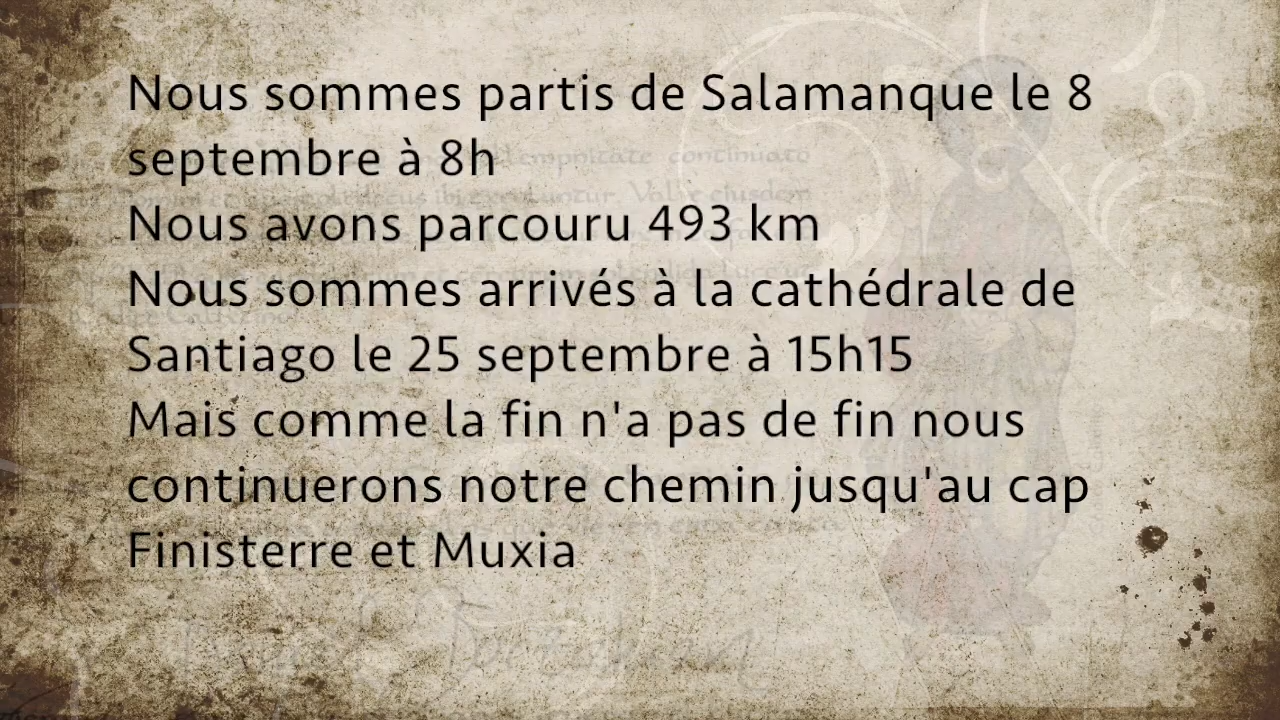 Nous sommes partis de Salamanque le 8
septembre à 8h
Nous avons parcouru 493 km
Nous sommes arrivés à la cathédrale de
Santiago le 25 septembre à 15h15
Mais comme la fin n'a pas de fin nous
continuerons notre chemin jusqu'au cap
Finisterre et Muxia